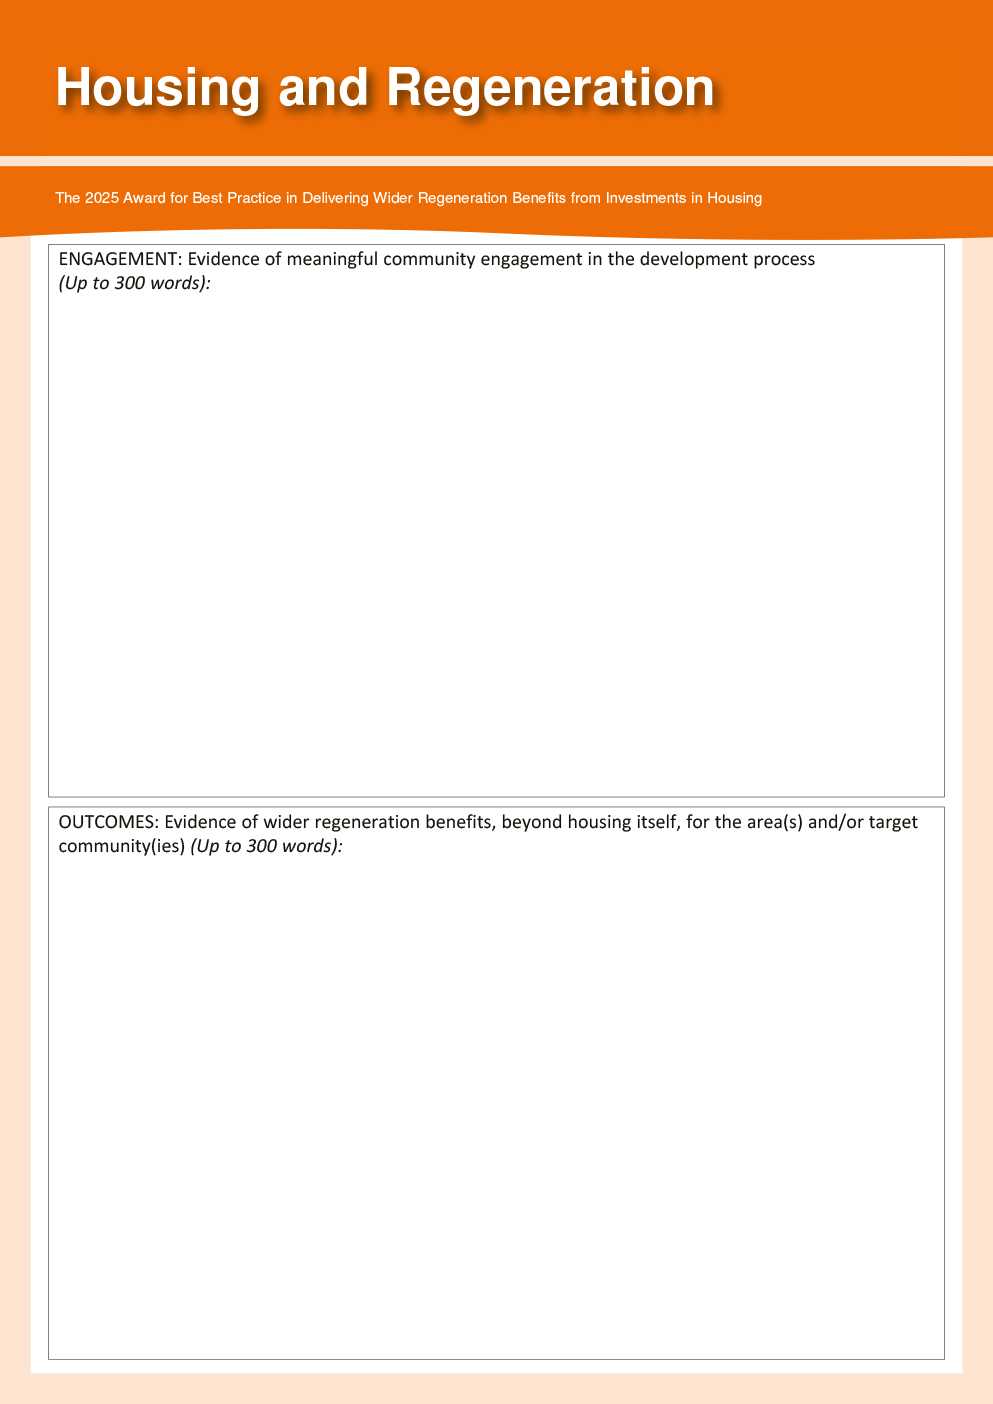 Housing and Regeneration
The 2025 Award for Best Practice in Delivering Wider Regeneration Benefits from Investments in Housing
ENGAGEMENT: Evidence of meaningful community engagement in the development process
(Up to 300 words):
OUTCOMES: Evidence of wider regeneration benefits, beyond housing itself, for the area(s) and/or target
community(ies) (Up to 300 words):